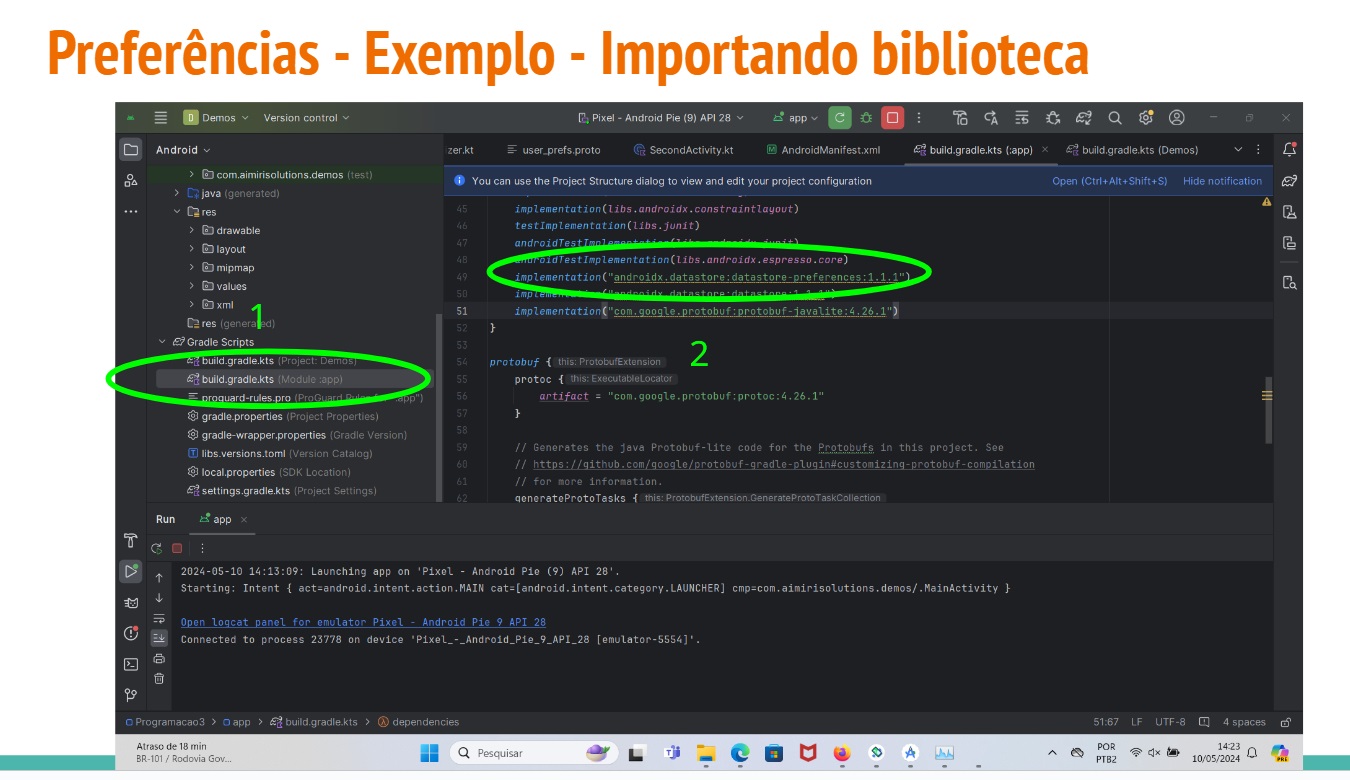 Preferências - Exemplo - Importando biblioteca
D Demos Version control
Pixel - Android Pie (9) API 28 app
Android
zer.kt user_prefs.proto SecondActivity.kt AndroidManifest.xml build.gradle.kts (:app) build.gradle.kts (Demos)
com.aimirisolutions.demos (test)
java (generated)
res
drawable
layout
mipmap
values
xml
res (generated)
Gradle Scripts
build.gradle.kts (Project: Demos)
build.gradle.kts (Module :app)
proguard-rules.pro (ProGuard Rules for ":app")
gradle.properties (Project Properties)
gradle-wrapper.properties (Gradle Version)
libs.versions.toml (Version Catalog)
local.properties (SDK Location)
settings.gradle.kts (Project Settings)
1
You can use the Project Structure dialog to view and edit your project configuration Open (Ctrl+Alt+Shift+S) Hide notification
45 implementation(libs.androidx.constraintlayout)
46 testImplementation(libs.junit)
47 androidTestImplementation(libs.androidx.junit)
48 androidTestImplementation(libs.androidx.espresso.core)
49 implementation("androidx.datastore:datastore-preferences:1.1.1")
50 implementation("androidx.datastore:datastore:1.1.1")
51 implementation("com.google.protobuf:protobuf-javalite:4.26.1")
52 }
53
2
54 protobuf { this: ProtobufExtension
55 protoc { this: ExecutableLocator
56 artifact = "com.google.protobuf:protoc:4.26.1"
57 }
58
59 // Generates the java Protobuf-lite code for the Protobufs in this project. See
60 // https://github.com/google/protobuf-gradle-plugin#customizing-protobuf-compilation
61 // for more information.
62 generateProtoTasks { this: ProtobufExtension.GenerateProtoTaskCollection
Run app
2024-05-10 14:13:09: Launching app on 'Pixel - Android Pie (9) API 28'.
Starting: Intent { act=android.intent.action.MAIN cat=[android.intent.category.LAUNCHER] cmp=com.aimirisolutions.demos/.MainActivity }
Open logcat panel for emulator Pixel - Android Pie 9 API 28
Connected to process 23778 on device 'Pixel_-_Android_Pie_9_API_28 [emulator-5554]'.
Programacao3 > app > build.gradle.kts > dependencies 51:67 LF UTF-8 4 spaces
Atraso de 18 min
BR-101 / Rodovia Gov...
Pesquisar
POR
PTB2
14:23
10/05/2024
PRE